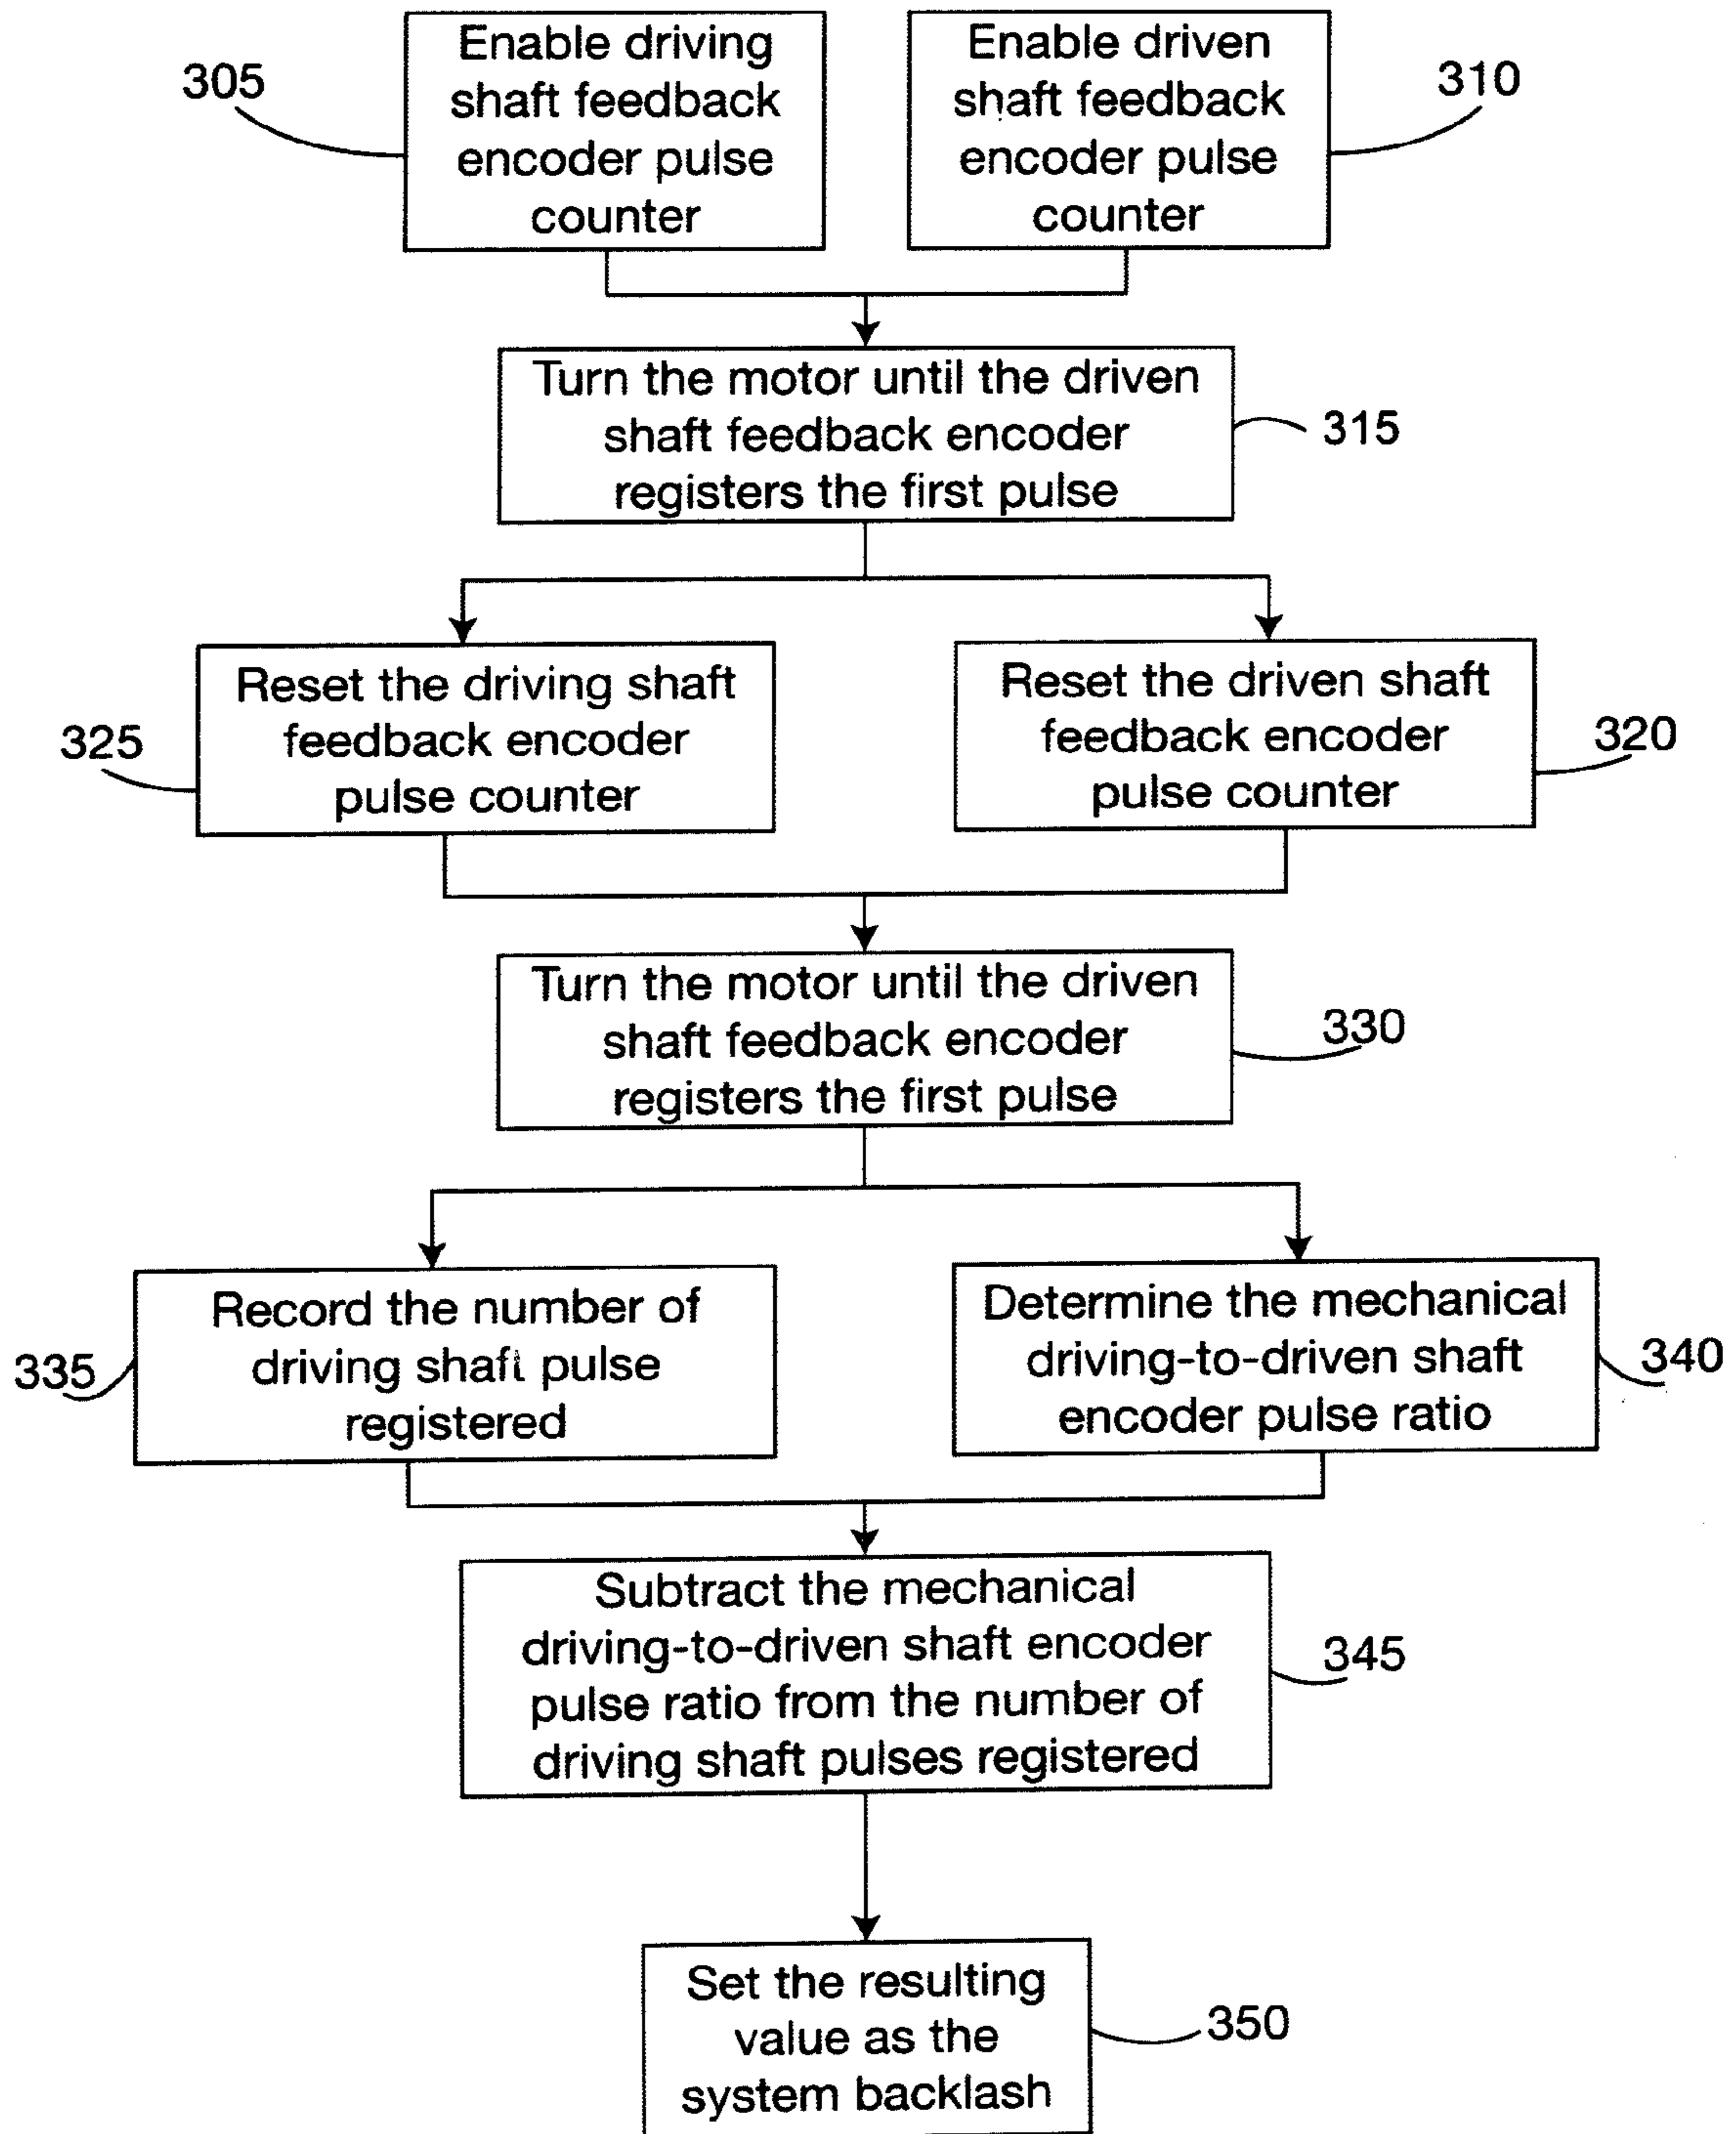 305
Enable driving
shaft feedback
encoder pulse
counter
Enable driven
shaft feedback
encoder pulse
counter
310
Turn the motor until the driven
shaft feedback encoder
registers the first pulse
315
325
Reset the driving shaft
feedback encoder
pulse counter
Reset the driven shaft
feedback encoder
pulse counter
320
Turn the motor until the driven
shaft feedback encoder
registers the first pulse
330
335
Record the number of
driving shaft pulse
registered
Determine the mechanical
driving-to-driven shaft
encoder pulse ratio
340
Subtract the mechanical
driving-to-driven shaft encoder
pulse ratio from the number of
driving shaft pulses registered
345
Set the resulting
value as the
system backlash
350